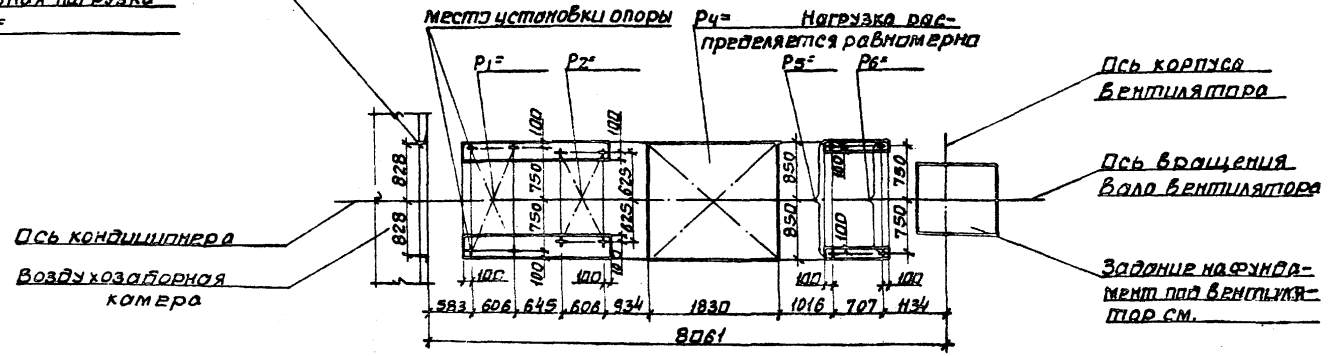 нагрузка
=
Место установки опоры
P4= Нагрузка рас-
пределяется равномерно
P1=
P2=
P5=
P6=
Ось корпуса
вентилятора
Ось вращения
вала вентилятора
Ось кондиционера
Воздухозаборная
камера
Задание на фунда-
мент под вентиля-
тор см.
828
828
100
750
750
100
100
625
625
100
850
850
100
100
750
750
100
100
100
100
583 606 645 606 934 1830 1016 707 1134
8061